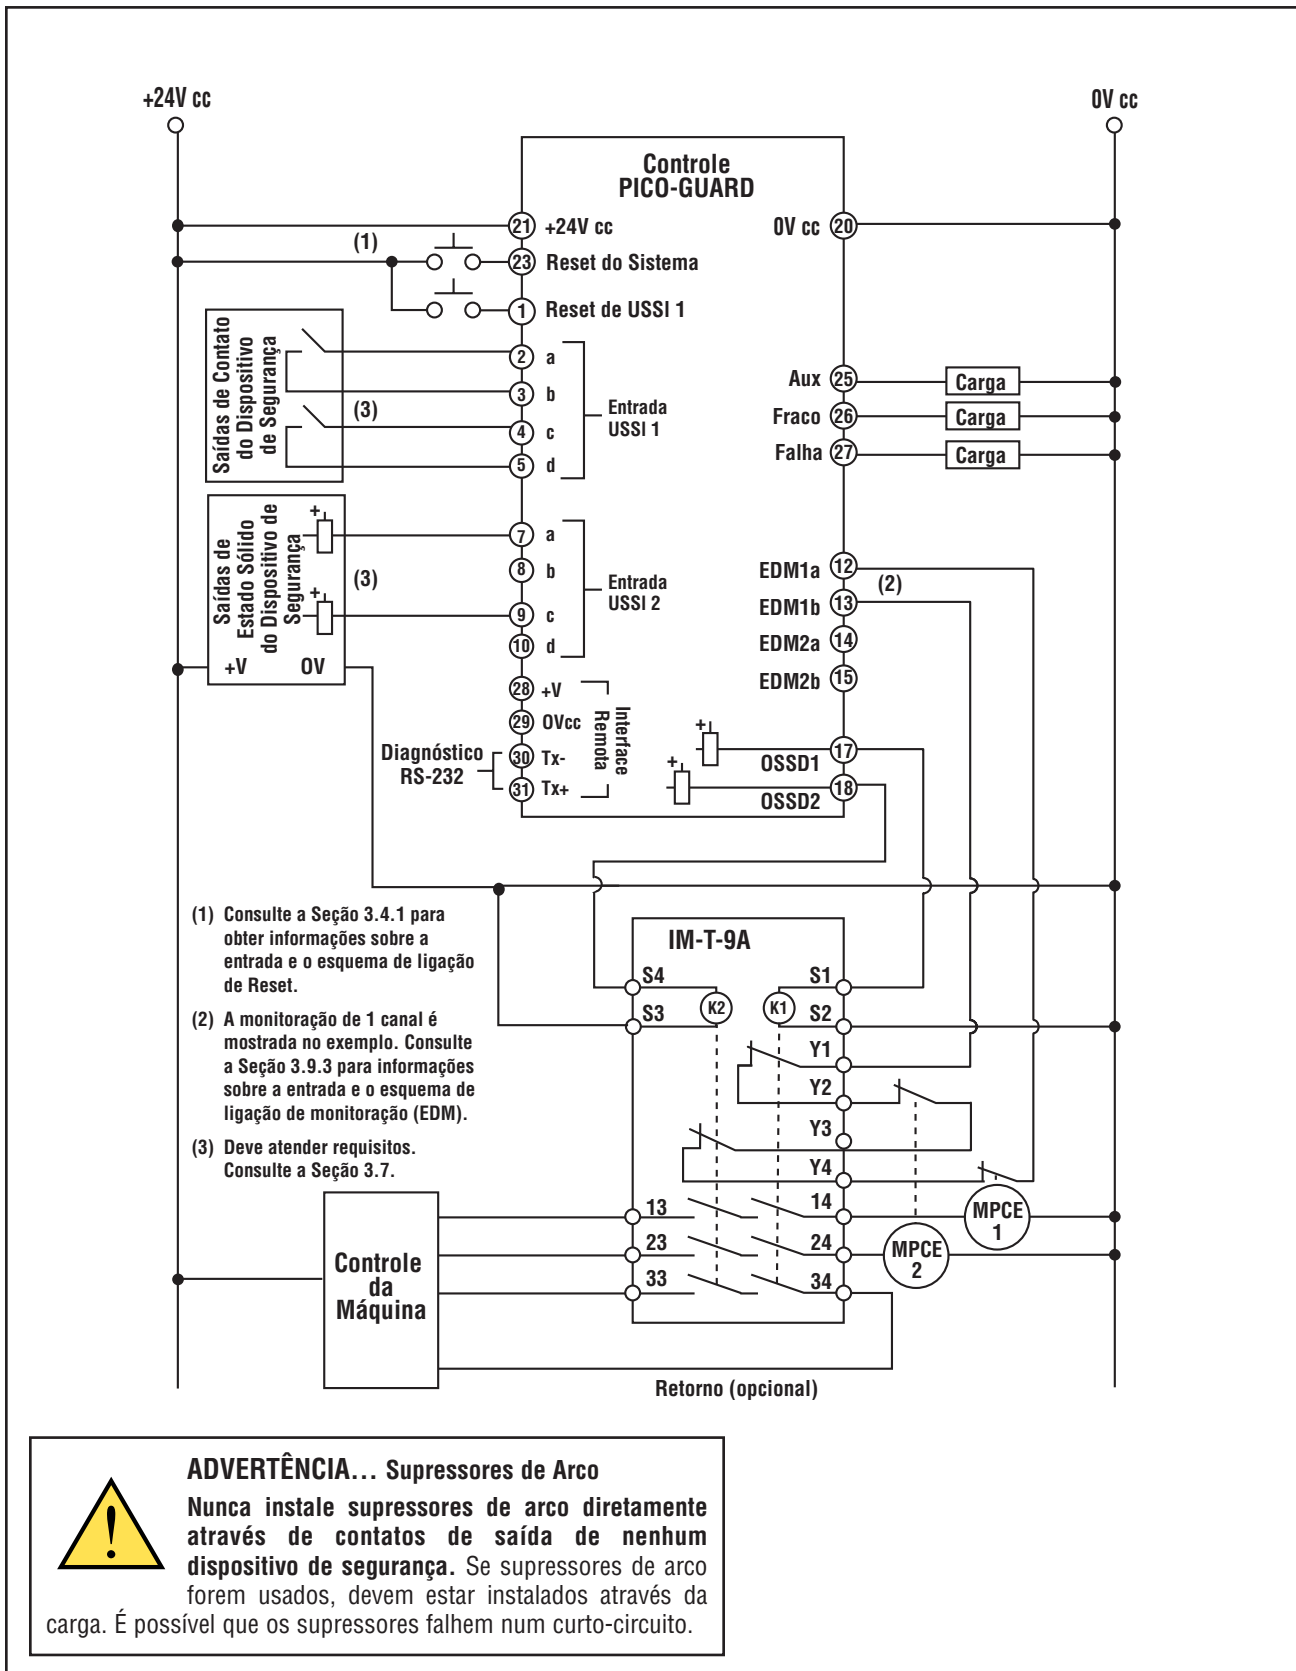 +24V cc
0V cc
Controle
PICO-GUARD
21 +24V cc
0V cc 20
(1)
23 Reset do Sistema
1 Reset de USSI 1
Saídas de Contato
do Dispositivo
de Segurança
(3)
2 a
3 b
4 c
5 d
Entrada
USSI 1
Aux 25 Carga
Fraco 26 Carga
Falha 27 Carga
Saídas de
Estado Sólido
do Dispositivo de
Segurança
+
+
+V 0V
(3)
7 a
8 b
9 c
10 d
Entrada
USSI 2
EDM1a 12
(2)
EDM1b 13
EDM2a 14
EDM2b 15
28 +V
29 0Vcc
30 Tx-
31 Tx+
Interface
Remota
Diagnóstico
RS-232
+
17
OSSD1
+
18
OSSD2
(1) Consulte a Seção 3.4.1 para
obter informações sobre a
entrada e o esquema de ligação
de Reset.
(2) A monitoração de 1 canal é
mostrada no exemplo. Consulte
a Seção 3.9.3 para informações
sobre a entrada e o esquema de
ligação de monitoração (EDM).
(3) Deve atender requisitos.
Consulte a Seção 3.7.
IM-T-9A
S4 S1
K2 K1
S3 S2
Y1
Y2
Y3
Y4
13 14
23 24
33 34
MPCE
1
MPCE
2
Controle
da
Máquina
Retorno (opcional)
!
ADVERTÊNCIA... Supressores de Arco
Nunca instale supressores de arco diretamente
através de contatos de saída de nenhum
dispositivo de segurança. Se supressores de arco
forem usados, devem estar instalados através da
carga. É possível que os supressores falhem num curto-circuito.